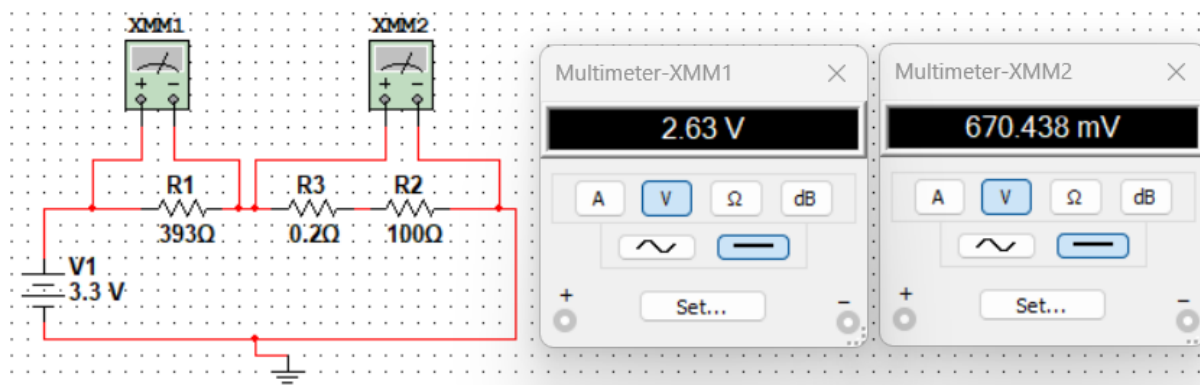 XMM1
XMM2
R1
393Ω
R3
0.2Ω
R2
100Ω
V1
3.3 V
Multimeter-XMM1
2.63 V
A V Ω dB
Set...
Multimeter-XMM2
670.438 mV
A V Ω dB
Set...